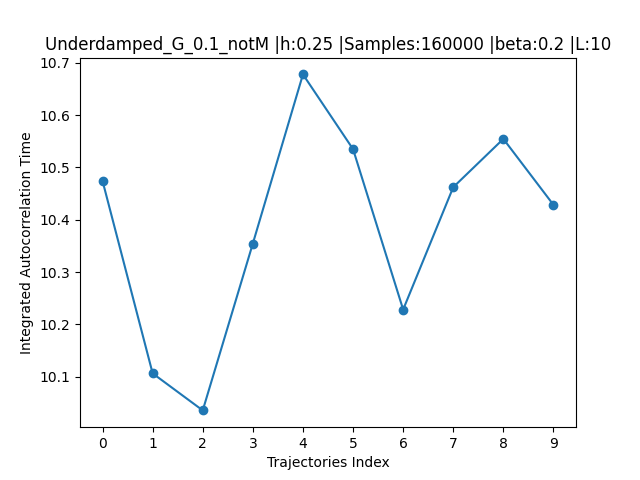 Underdamped_G_0.1_notM |h:0.25 |Samples:160000 |beta:0.2 |L:10
10.7
10.6
10.5
10.4
10.3
10.2
10.1
Integrated Autocorrelation Time
0 1 2 3 4 5 6 7 8 9
Trajectories Index